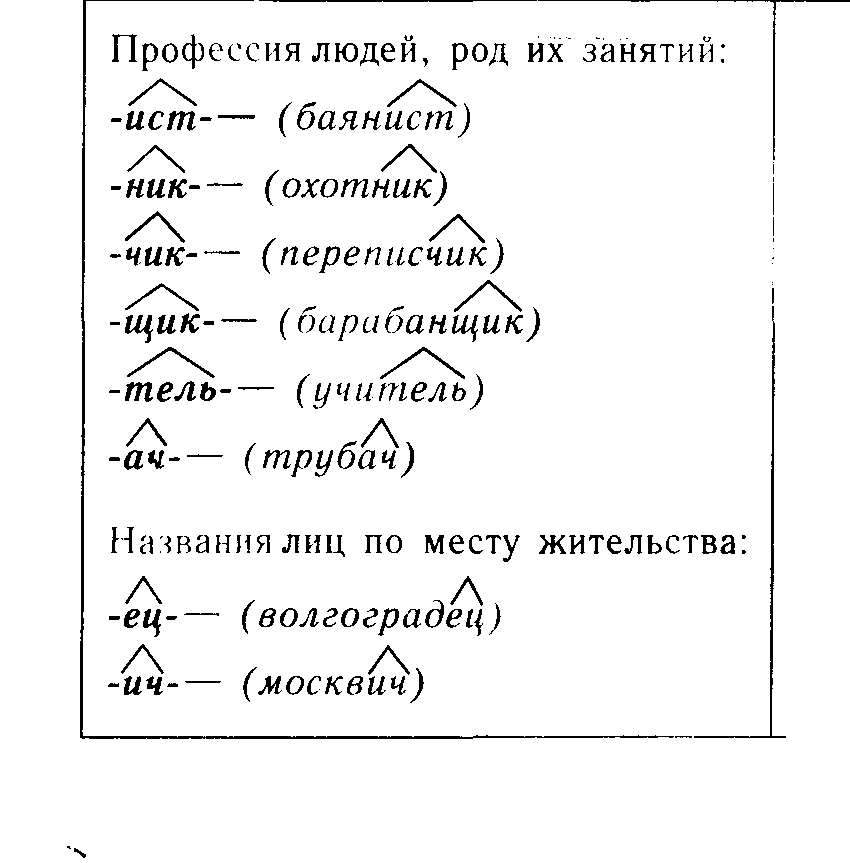 Профессия людей, род их занятий:
-ист- — (баянист)
-ник- — (охотник)
-чик- — (переписчик)
-щик- — (барабанщик)
-тель- — (учитель)
-ач- — (трубач)
Названия лиц по месту жительства:
-ец- — (волгоградец)
-ич- — (москвич)